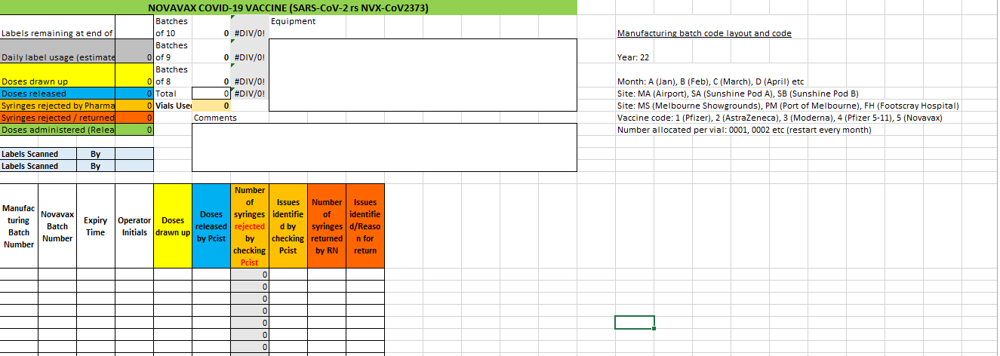 NOVAVAX COVID-19 VACCINE (SARS-CoV-2 rs NVX-CoV2373)
Labels remaining at end of Batches of 10 0 #DIV/0! Equipment
Manufacturing batch code layout and code
Daily label usage (estimate 0 Batches of 9 0 #DIV/0!
Year: 22
Doses drawn up 0 Batches of 8 0 #DIV/0!
Month: A (Jan), B (Feb), C (March), D (April) etc
Doses released 0 Total 0 #DIV/0!
Site: MA (Airport), SA (Sunshine Pod A), SB (Sunshine Pod B)
Syringes rejected by Pharma 0 Vials Used 0
Site: MS (Melbourne Showgrounds), PM (Port of Melbourne), FH (Footscray Hospital)
Syringes rejected / returned 0 Comments
Vaccine code: 1 (Pfizer), 2 (AstraZeneca), 3 (Moderna), 4 (Pfizer 5-11), 5 (Novavax)
Doses administered (Relea 0
Number allocated per vial: 0001, 0002 etc (restart every month)
Labels Scanned By
Labels Scanned By
Manufac
turing
Batch
Number
Novavax
Batch
Number
Expiry
Time
Operator
Initials
Doses
drawn up
Doses
released
by Pcist
Number
of
syringes
rejected
by
checking
Pcist
Issues
identifie
d by
checking
Pcist
Number
of
syringes
returned
by RN
Issues
identifie
d/Reaso
n for
return
0
0
0
0
0
0
0